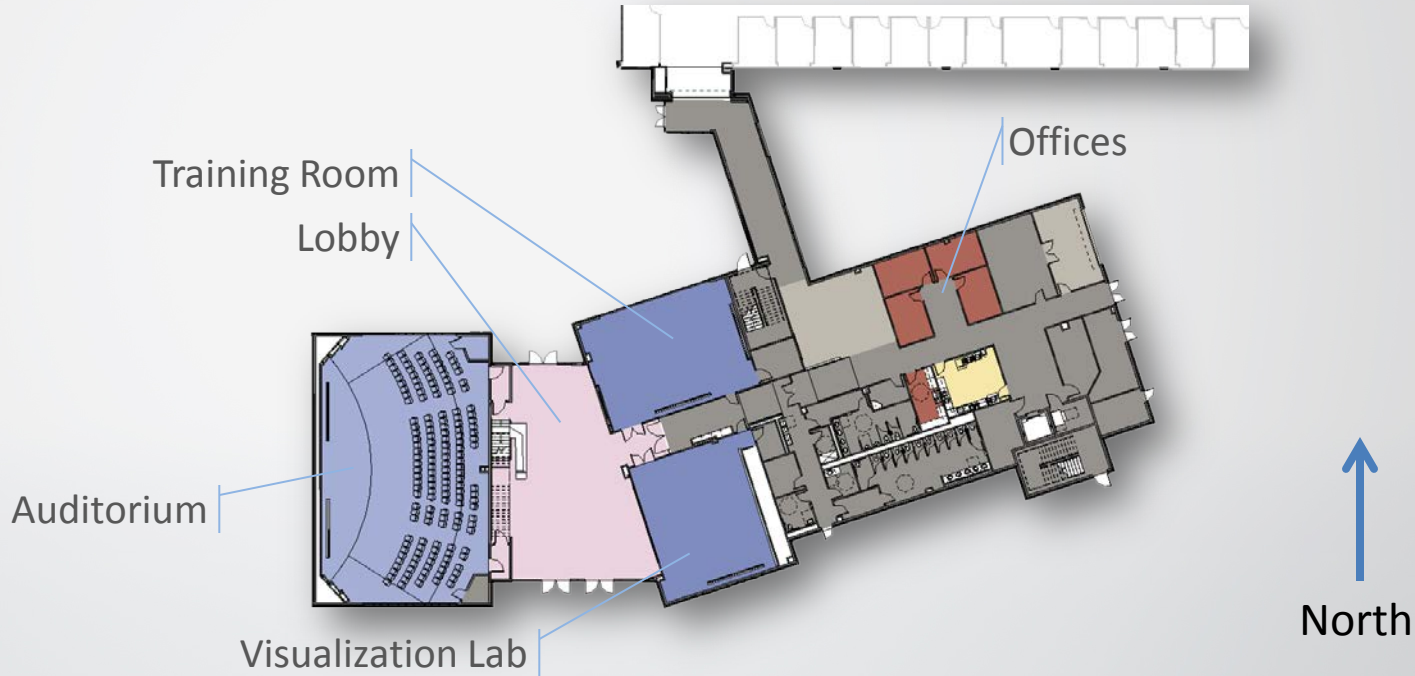 Offices
Training Room
Lobby
Auditorium
Visualization Lab
North